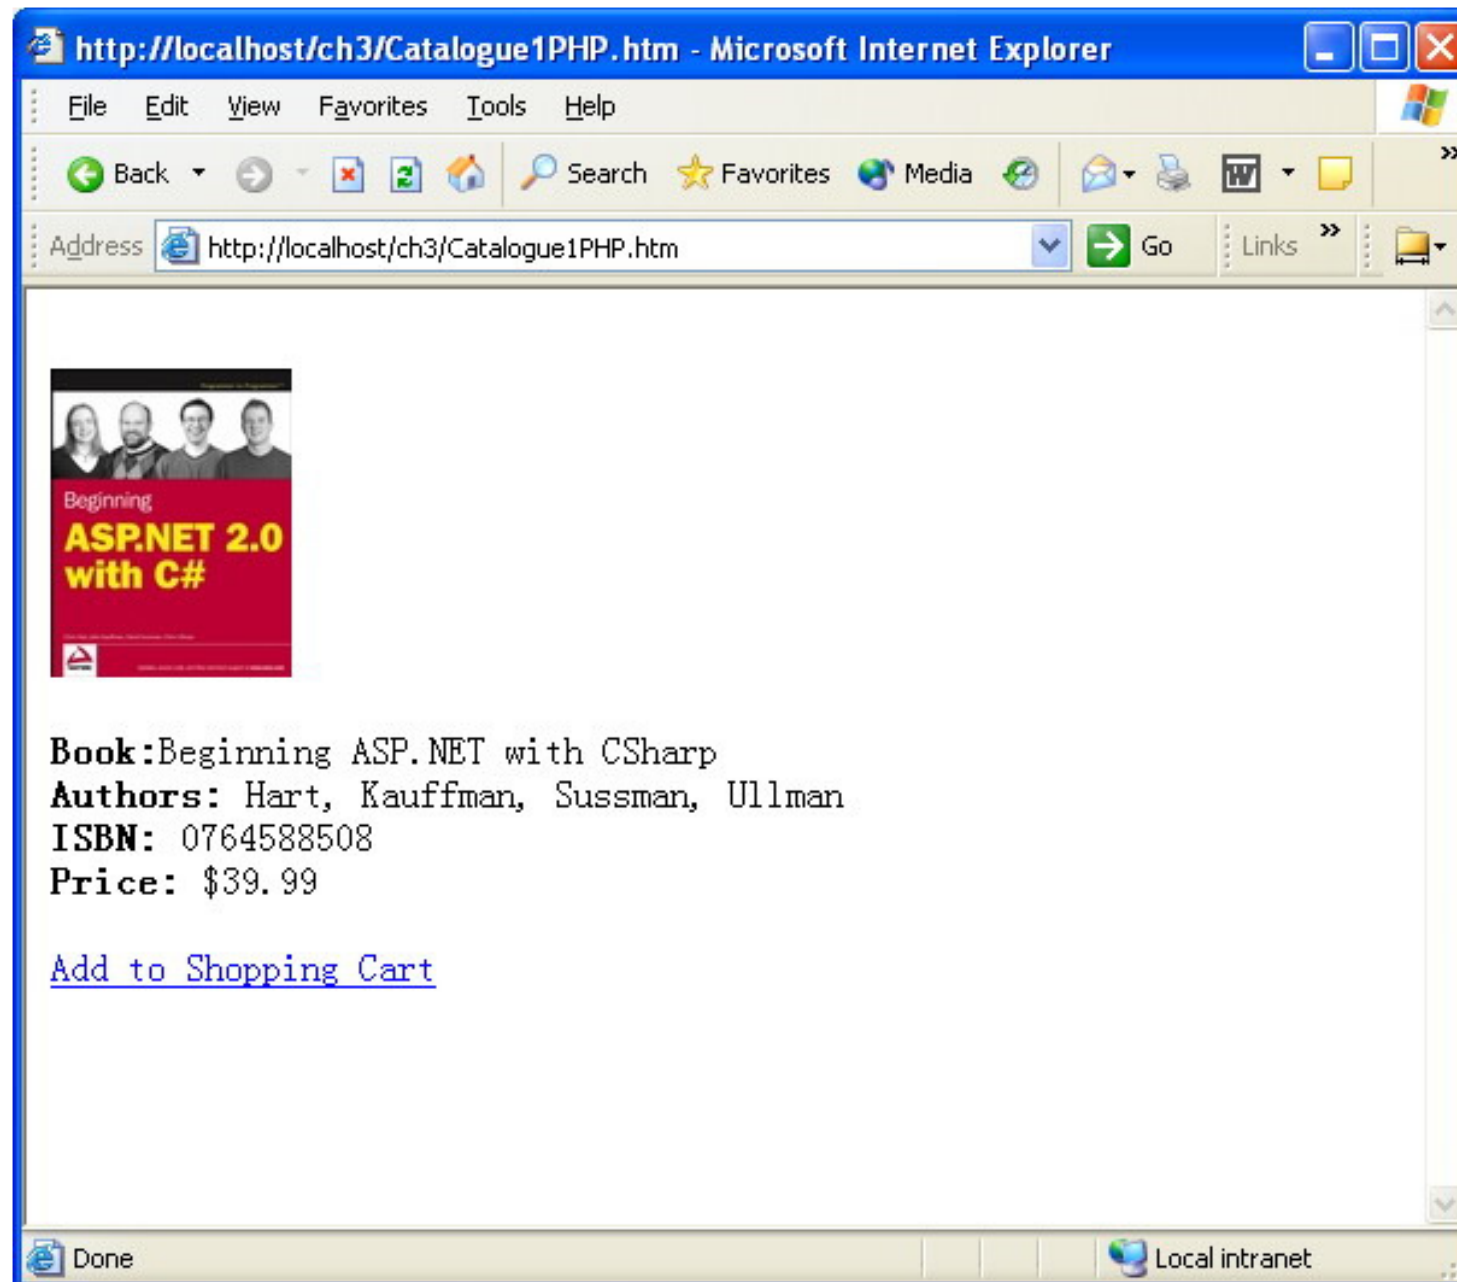 http://localhost/ch3/Catalogue1PHP.htm - Microsoft Internet Explorer
File Edit View Favorites Tools Help
Back Search Favorites Media
Address http://localhost/ch3/Catalogue1PHP.htm Go Links
Beginning
ASP.NET 2.0
with C#
Book:Beginning ASP.NET with CSharp
Authors: Hart, Kauffman, Sussman, Ullman
ISBN: 0764588508
Price: $39.99
Add to Shopping Cart
Done Local intranet